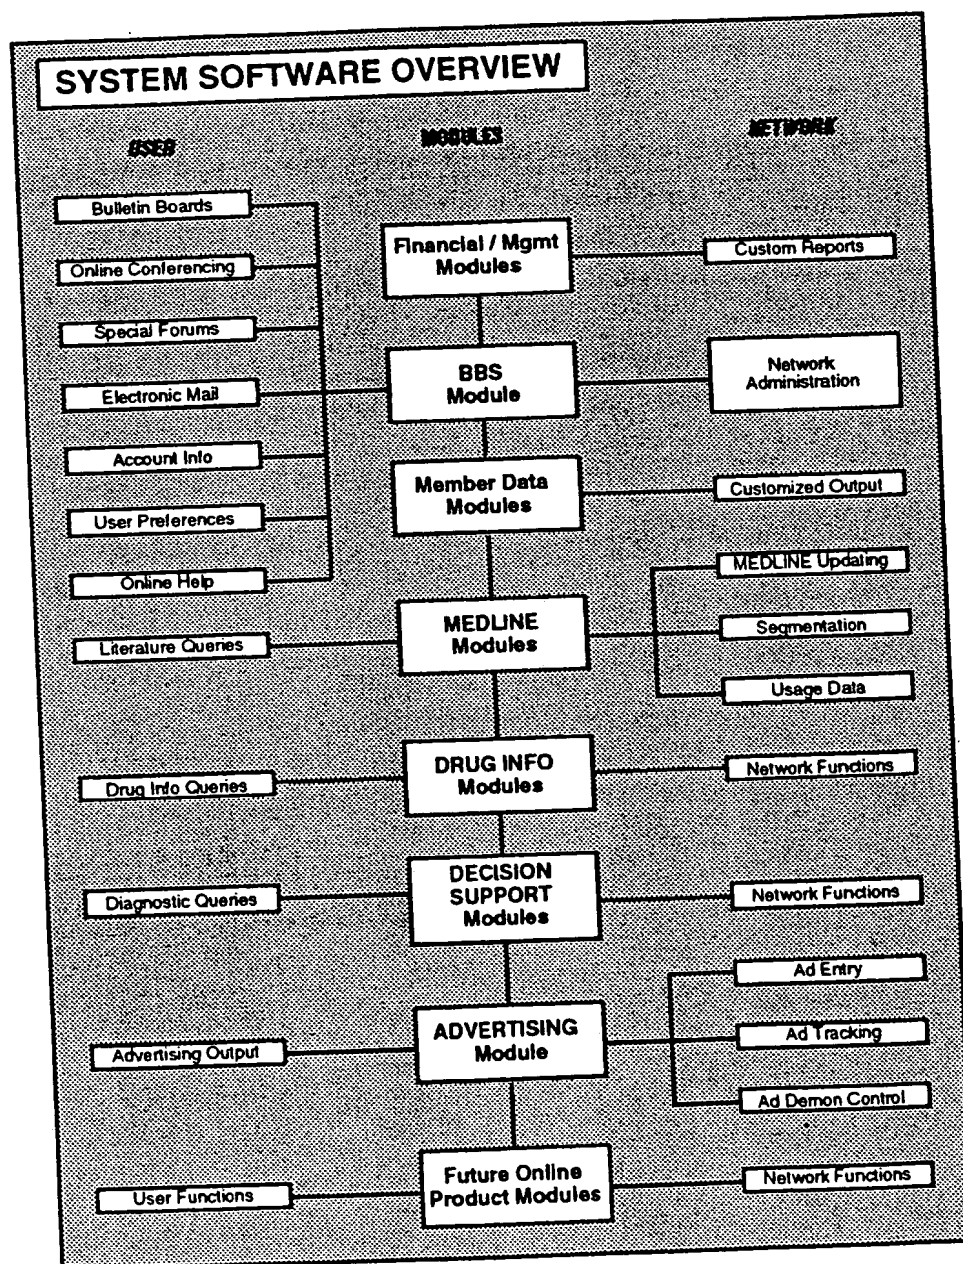 SYSTEM SOFTWARE OVERVIEW
USER
MODULES
NETWORK
Bulletin Boards
Online Conferencing
Special Forums
Electronic Mail
Account Info
User Preferences
Online Help
Literature Queries
Drug Info Queries
Diagnostic Queries
Advertising Output
User Functions
Financial / Mgmt
Modules
BBS
Module
Member Data
Modules
MEDLINE
Modules
DRUG INFO
Modules
DECISION
SUPPORT
Modules
ADVERTISING
Module
Future Online
Product Modules
Custom Reports
Network
Administration
Customized Output
MEDLINE Updating
Segmentation
Usage Data
Network Functions
Network Functions
Ad Entry
Ad Tracking
Ad Demon Control
Network Functions